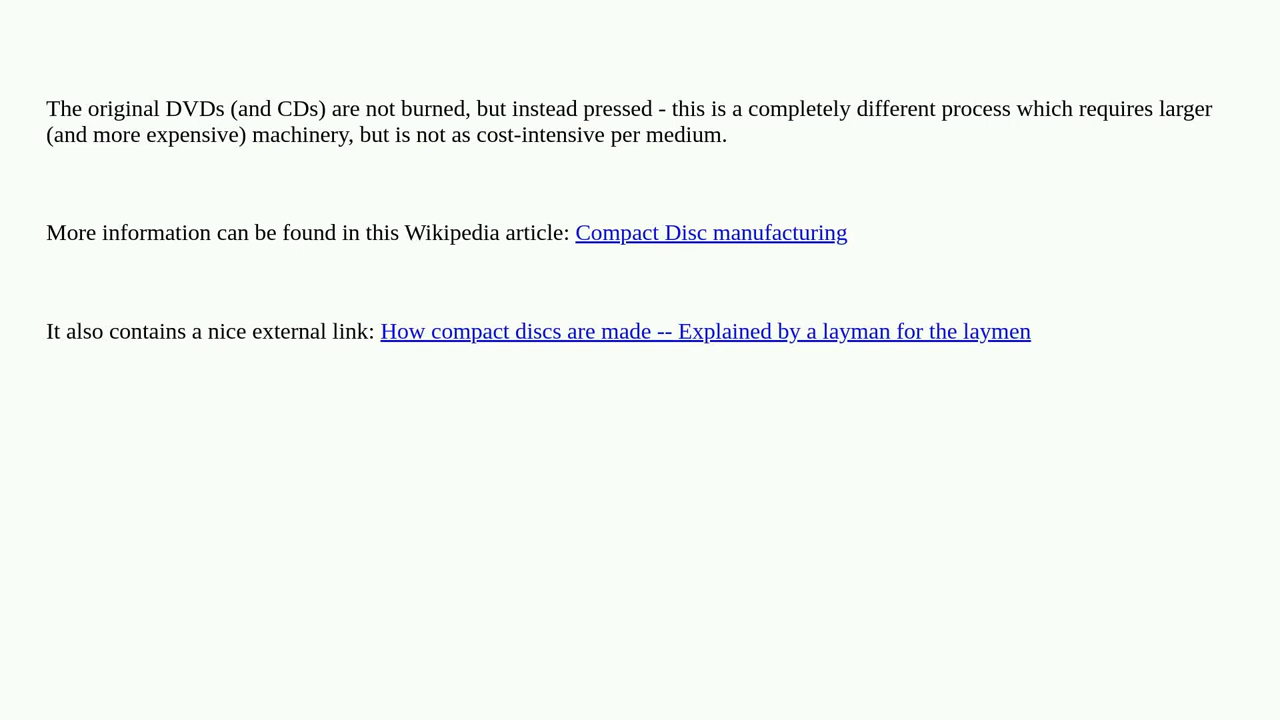 The original DVDs (and CDs) are not burned, but instead pressed - this is a completely different process which requires larger
(and more expensive) machinery, but is not as cost-intensive per medium.
More information can be found in this Wikipedia article: Compact Disc manufacturing
It also contains a nice external link: How compact discs are made -- Explained by a layman for the laymen